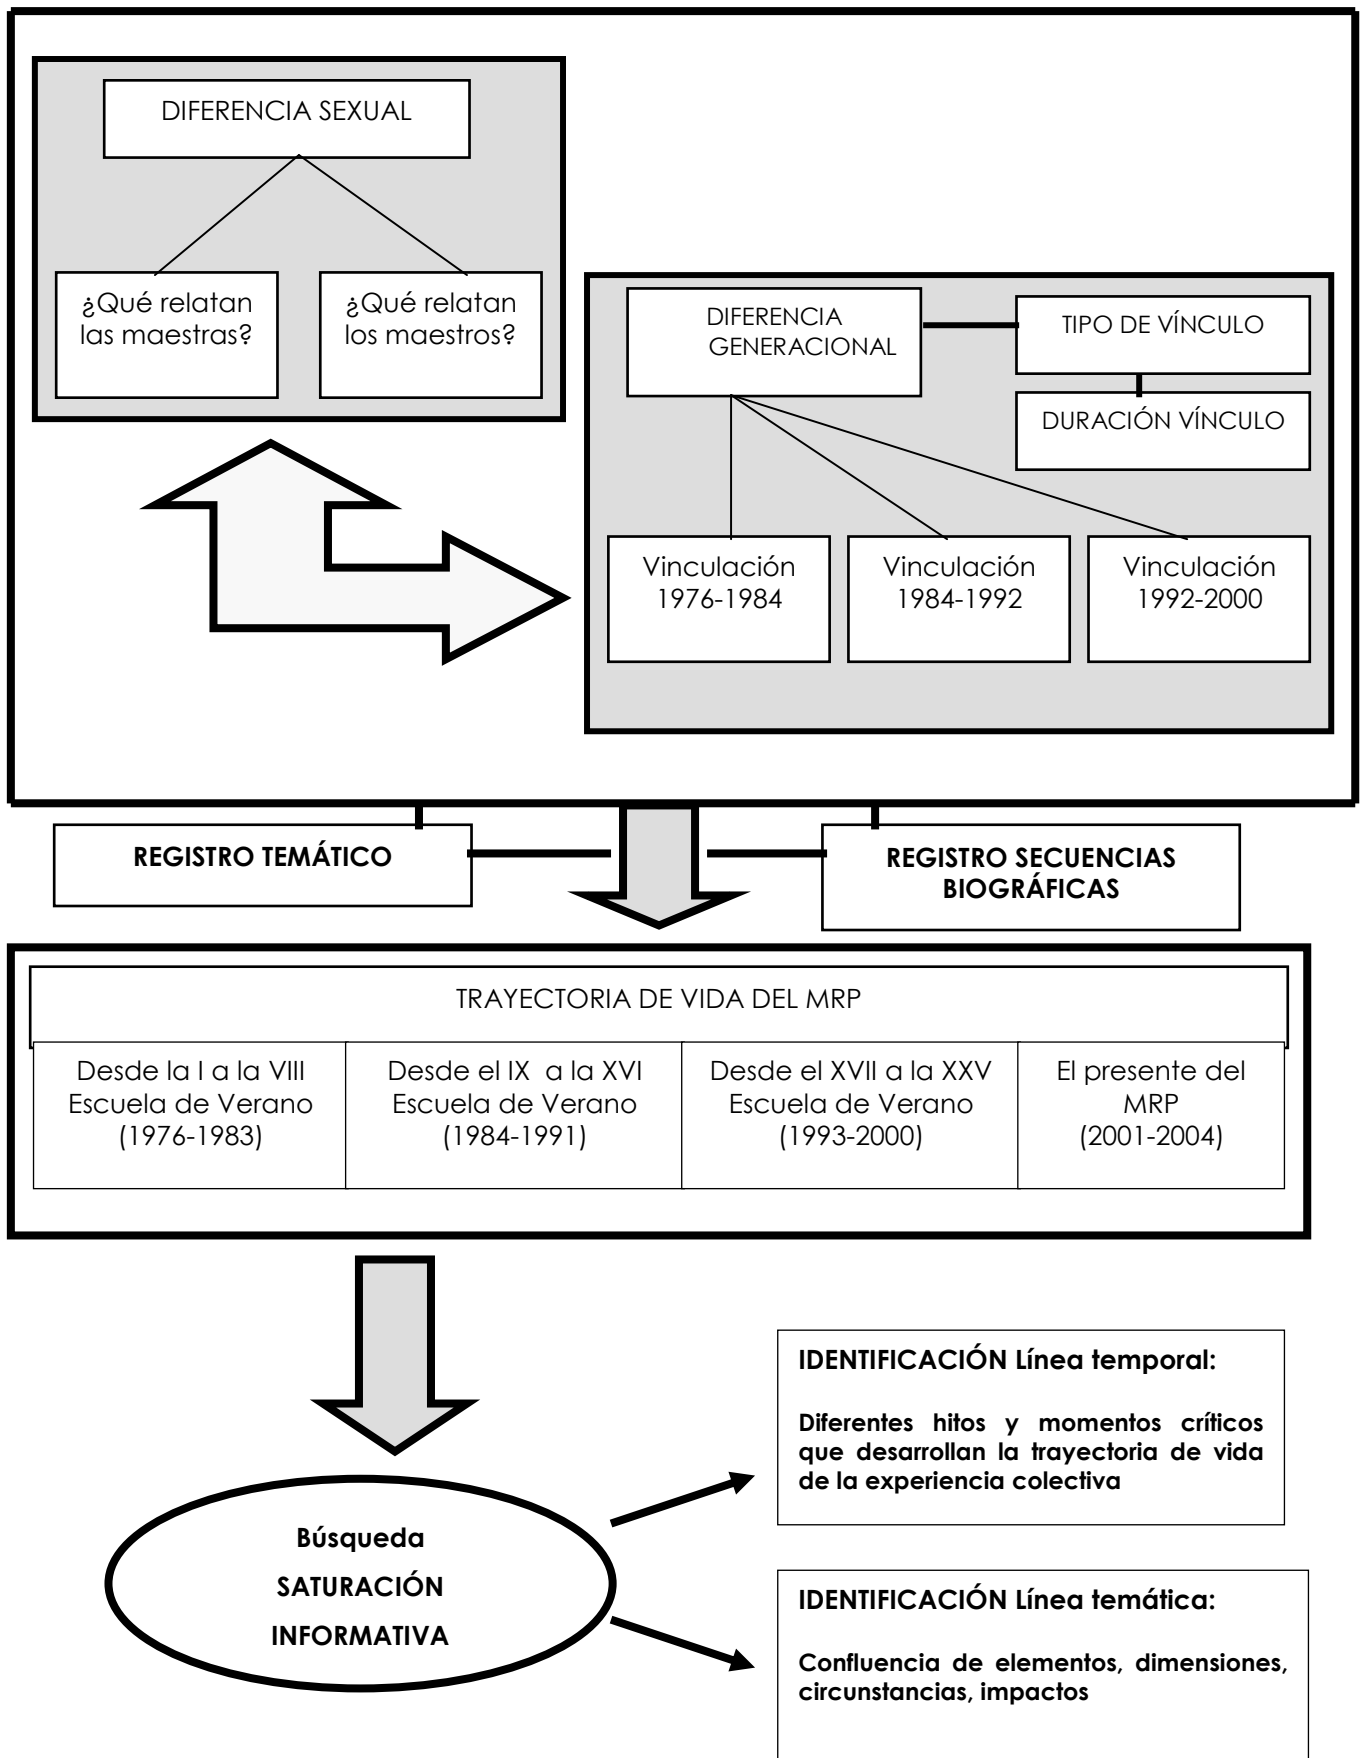 DIFERENCIA SEXUAL
¿Qué relatan
las maestras?
¿Qué relatan
los maestros?
DIFERENCIA
GENERACIONAL
TIPO DE VÍNCULO
DURACIÓN VÍNCULO
Vinculación
1976-1984
Vinculación
1984-1992
Vinculación
1992-2000
REGISTRO TEMÁTICO
REGISTRO SECUENCIAS
BIOGRÁFICAS
TRAYECTORIA DE VIDA DEL MRP
Desde la I a la VIII
Escuela de Verano
(1976-1983)
Desde el IX a la XVI
Escuela de Verano
(1984-1991)
Desde el XVII a la XXV
Escuela de Verano
(1993-2000)
El presente del
MRP
(2001-2004)
Búsqueda
SATURACIÓN
INFORMATIVA
IDENTIFICACIÓN Línea temporal:
Diferentes hitos y momentos críticos
que desarrollan la trayectoria de vida
de la experiencia colectiva
IDENTIFICACIÓN Línea temática:
Confluencia de elementos, dimensiones,
circunstancias, impactos